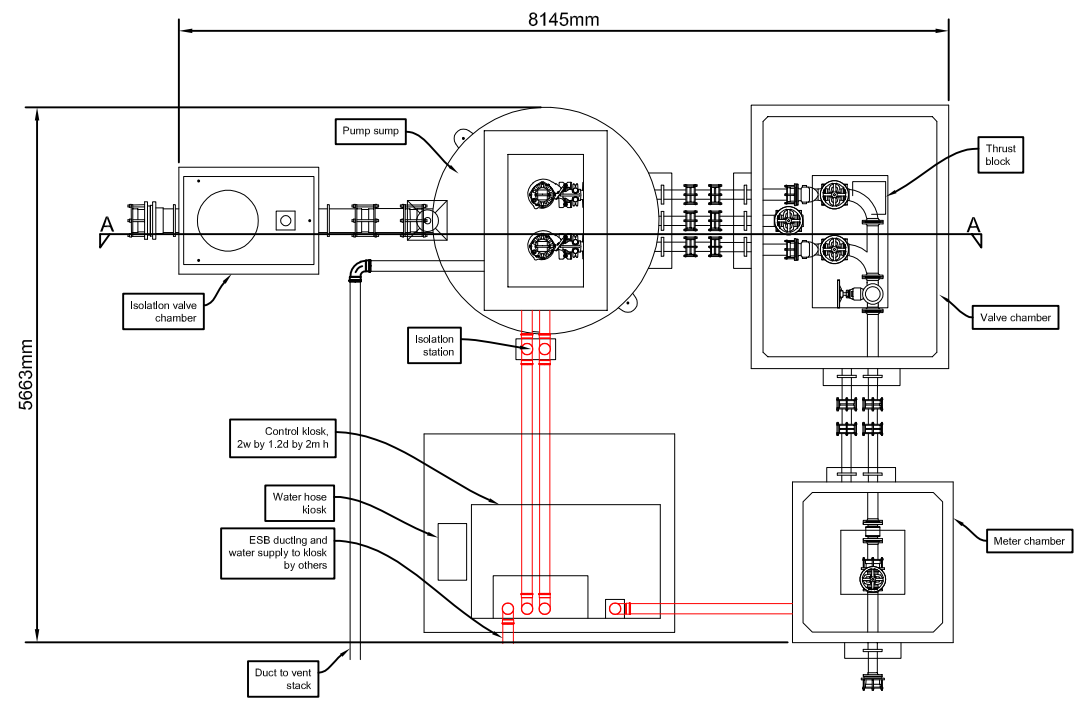 8145mm
Pump sump
Thrust
block
A
A
Isolation valve
chamber
Valve chamber
Isolation
station
5663mm
Control kiosk,
2w by 1.2d by 2m h
Water hose
kiosk
ESB ducting and
water supply to kiosk
by others
Meter chamber
Duct to vent
stack